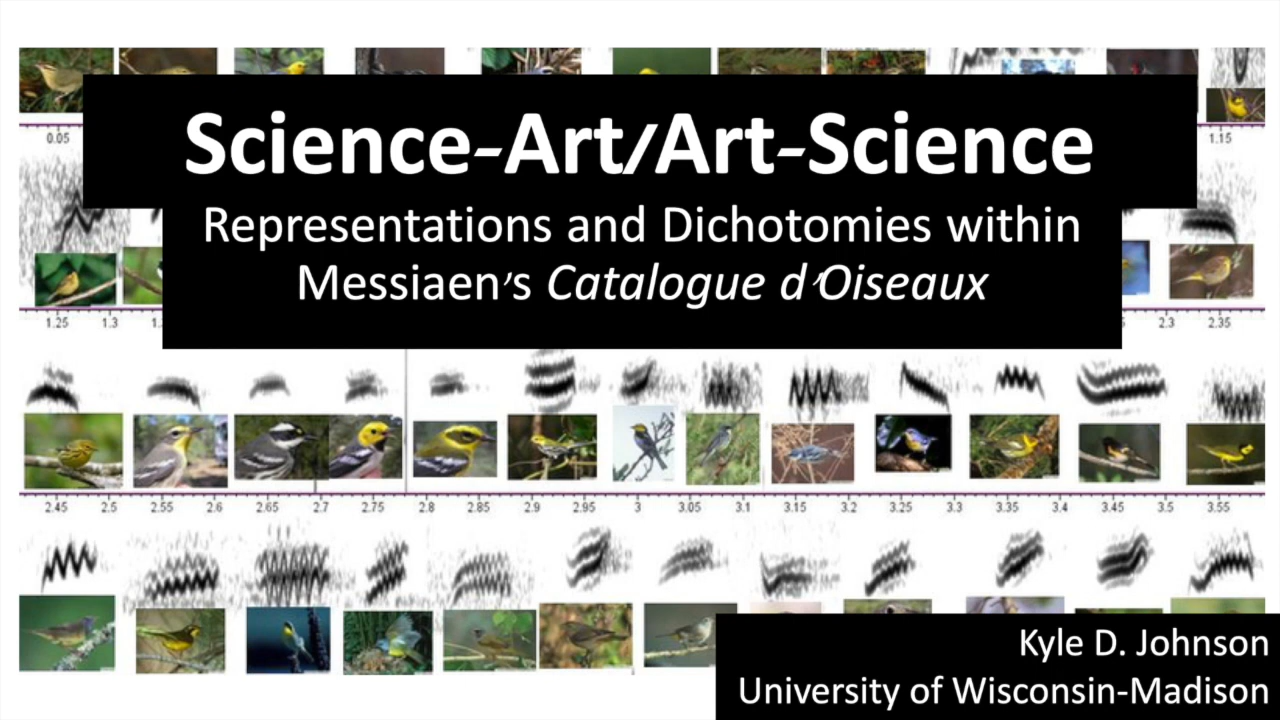 Science-Art/Art-Science
Representations and Dichotomies within
Messiaen's Catalogue d'Oiseaux
0.05 1.15
1.25 1.3 2.3 2.35
2.45 2.5 2.6 2.65 2.7 2.75 2.8 2.85 2.9 2.95 3 3.05 3.1 3.15 3.2 3.25 3.3 3.35 3.4 3.45 3.5 3.55
Kyle D. Johnson
University of Wisconsin-Madison